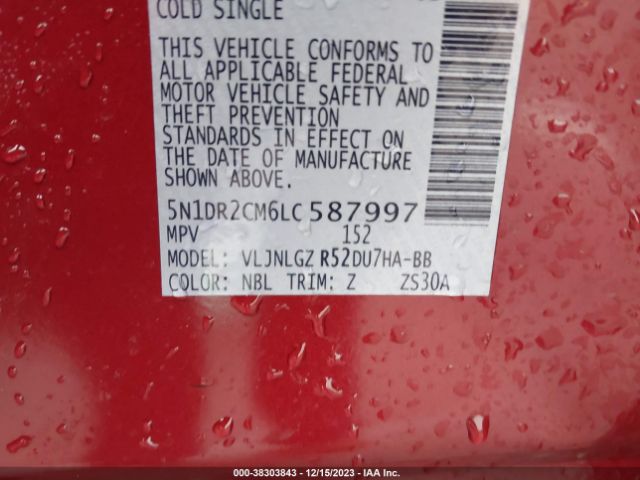 COLD SINGLE
THIS VEHICLE CONFORMS TO
ALL APPLICABLE FEDERAL
MOTOR VEHICLE SAFETY AND
THEFT PREVENTION
STANDARDS IN EFFECT ON
THE DATE OF MANUFACTURE
SHOWN ABOVE.
5N1DR2CM6LC 587997
MPV 152
MODEL: VLJNLGZ R52DU7HA-BB
COLOR: NBL TRIM: Z ZS30A
000-38303843 / 12/15/2023 - ©IAA Inc.